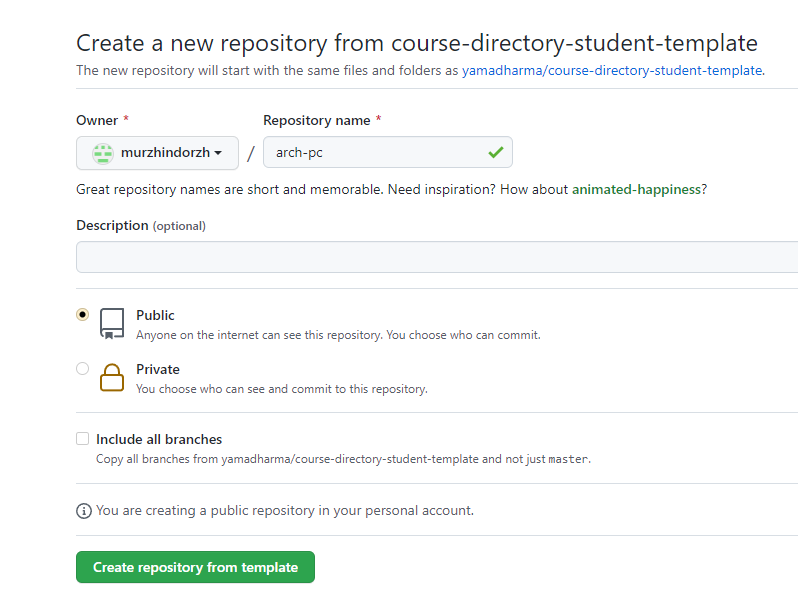 Create a new repository from course-directory-student-template
The new repository will start with the same files and folders as yamadharma/course-directory-student-template.
Owner * Repository name *
murzhindorzh / arch-pc
Great repository names are short and memorable. Need inspiration? How about animated-happiness?
Description (optional)
Public
Anyone on the internet can see this repository. You choose who can commit.
Private
You choose who can see and commit to this repository.
Include all branches
Copy all branches from yamadharma/course-directory-student-template and not just master.
You are creating a public repository in your personal account.
Create repository from template